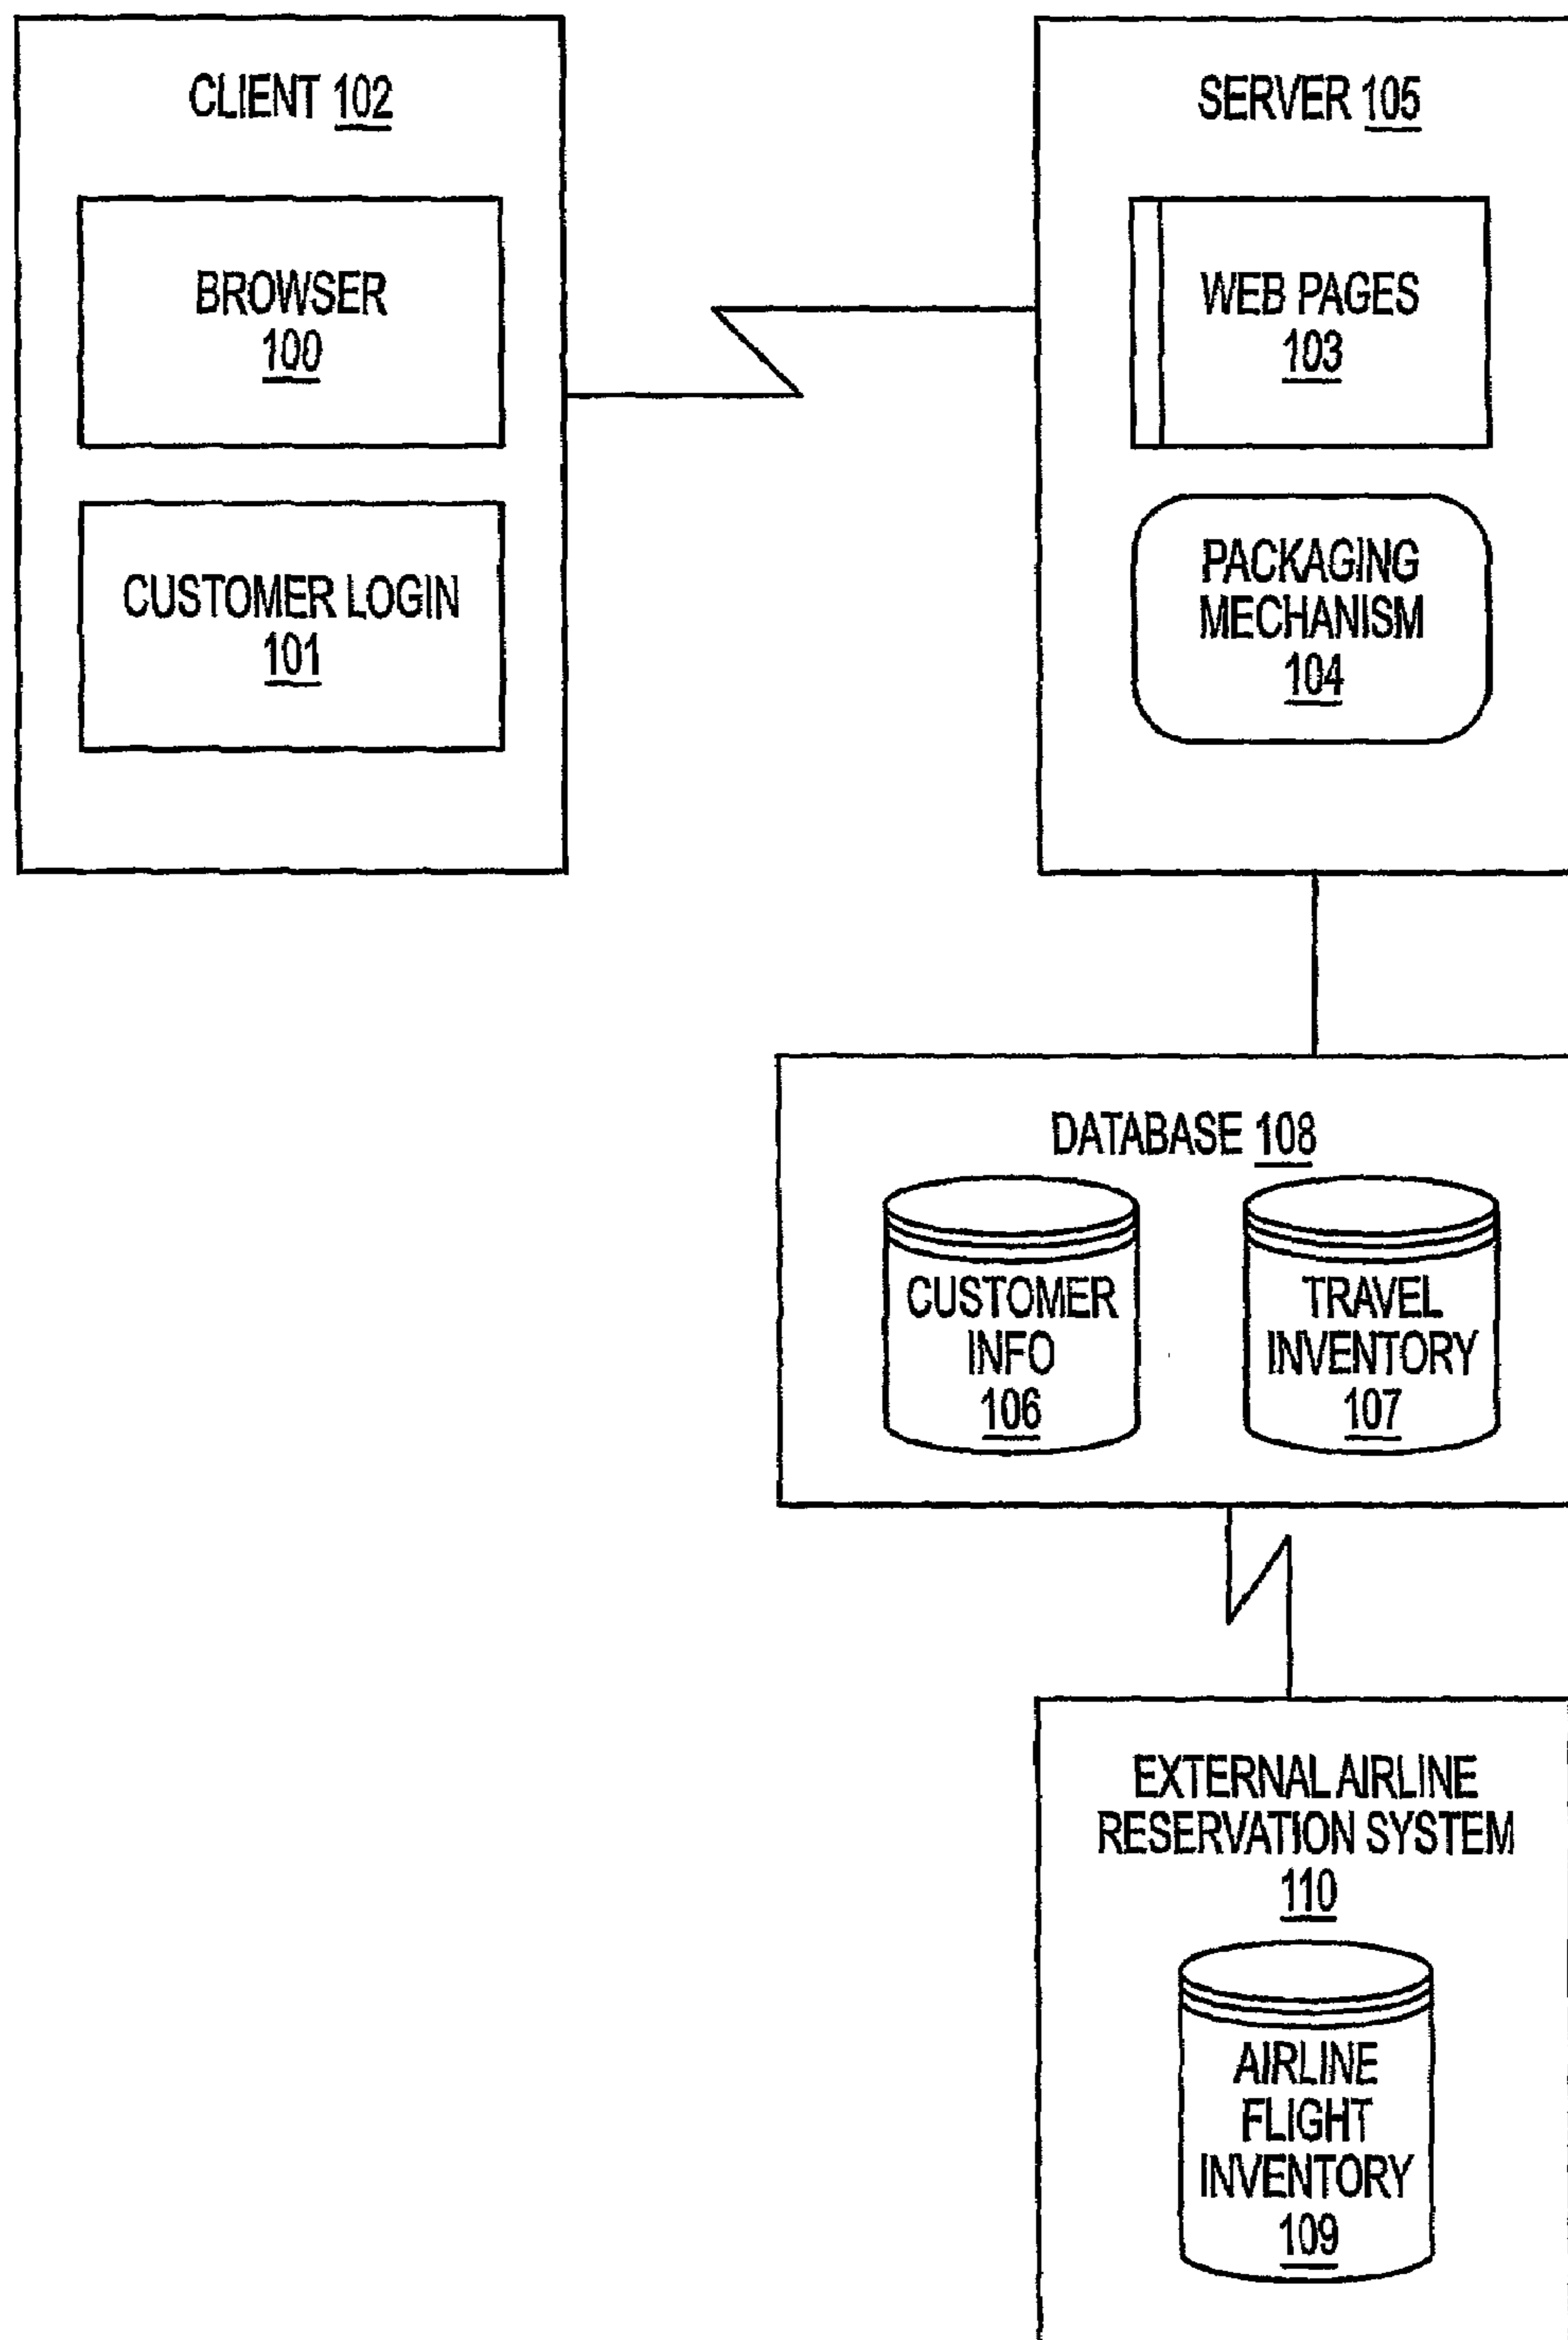 CLIENT 102
BROWSER
100
CUSTOMER LOGIN
101
SERVER 105
WEB PAGES
103
PACKAGING
MECHANISM
104
DATABASE 108
CUSTOMER
INFO
106
TRAVEL
INVENTORY
107
EXTERNAL AIRLINE
RESERVATION SYSTEM
110
AIRLINE
FLIGHT
INVENTORY
109